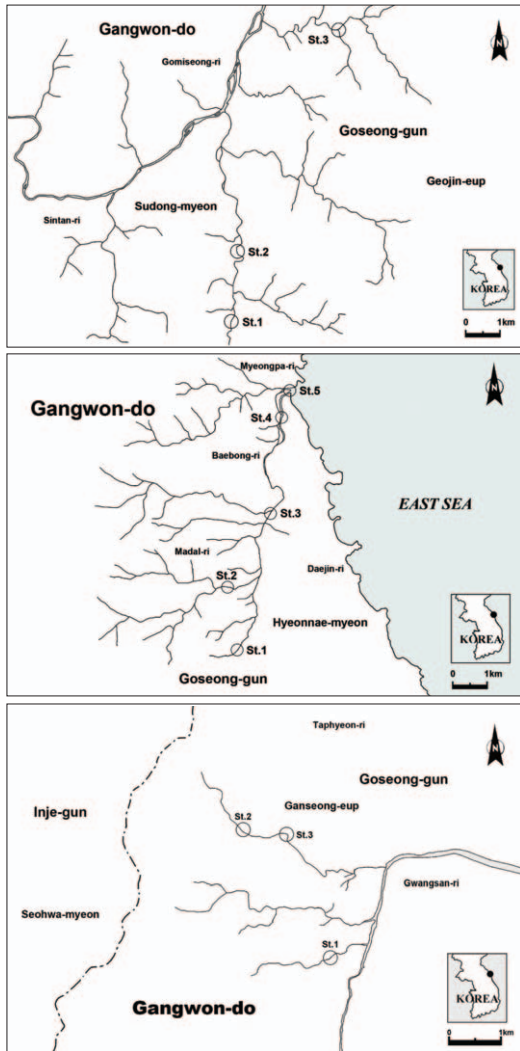 Gangwon-do
St.3
N
Gomiseong-ri
Goseong-gun
Geojin-eup
Sintan-ri
Sudong-myeon
St.2
KOREA
St.1
0 1km
Myeongpa-ri
St.5
N
Gangwon-do
St.4
Baebong-ri
EAST SEA
St.3
Madal-ri
Daejin-ri
St.2
Hyeonnae-myeon
KOREA
St.1
Goseong-gun
0 1km
Taphyeon-ri
N
Goseong-gun
Inje-gun
St.2
Ganseong-eup
St.3
Gwangsan-ri
Seohwa-myeon
St.1
KOREA
Gangwon-do
0 1km